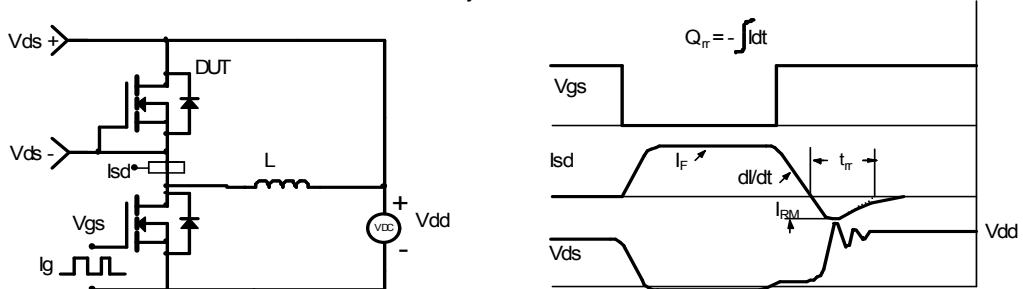 Vds +
DUT
Vds -
Isd
L
Vgs
Ig
+
VDC
-
Vdd
Qrr = - ∫Idt
Vgs
Isd
IF
dI/dt
trr
IRM
Vds
Vdd